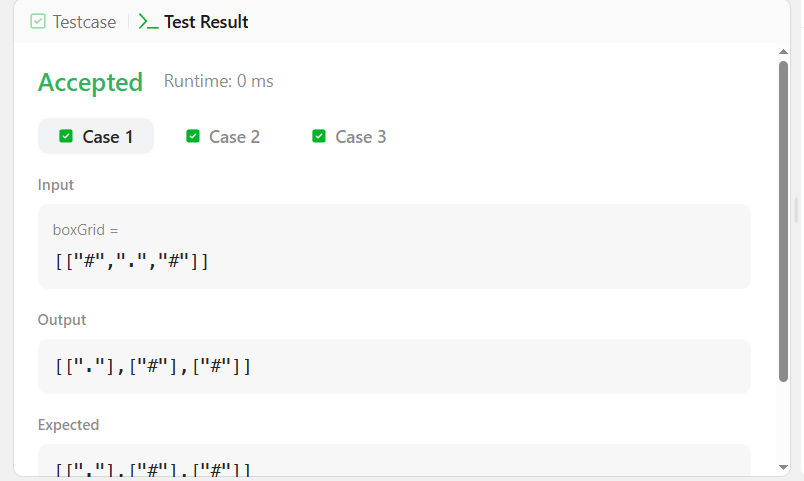 Testcase
Test Result
Accepted Runtime: 0 ms
Case 1 Case 2 Case 3
Input
boxGrid =
[["#",".","#"]]
Output
[["."],["#"],["#"]]
Expected
[["."],["#"],["#"]]